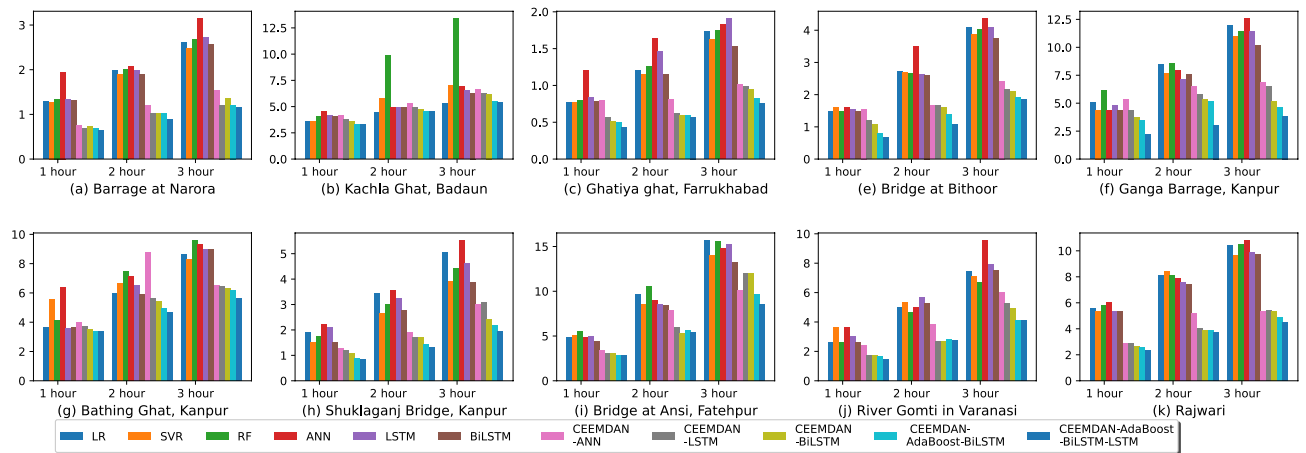 3
2
1
0
1 hour 2 hour 3 hour
(a) Barrage at Narora
12.5
10.0
7.5
5.0
2.5
0.0
1 hour 2 hour 3 hour
(b) Kachla Ghat, Badaun
2.0
1.5
1.0
0.5
0.0
1 hour 2 hour 3 hour
(c) Ghatiya ghat, Farrukhabad
4
3
2
1
0
1 hour 2 hour 3 hour
(e) Bridge at Bithoor
12.5
10.0
7.5
5.0
2.5
0.0
1 hour 2 hour 3 hour
(f) Ganga Barrage, Kanpur
10
8
6
4
2
0
1 hour 2 hour 3 hour
(g) Bathing Ghat, Kanpur
5
4
3
2
1
0
1 hour 2 hour 3 hour
(h) Shuklaganj Bridge, Kanpur
15
10
5
0
1 hour 2 hour 3 hour
(i) Bridge at Ansi, Fatehpur
10
8
6
4
2
0
1 hour 2 hour 3 hour
(j) River Gomti in Varanasi
10
8
6
4
2
0
1 hour 2 hour 3 hour
(k) Rajwari
LR
SVR
RF
ANN
LSTM
BiLSTM
CEEMDAN
-ANN
CEEMDAN
-LSTM
CEEMDAN
-BiLSTM
CEEMDAN-
AdaBoost-BiLSTM
CEEMDAN-AdaBoost
-BiLSTM-LSTM